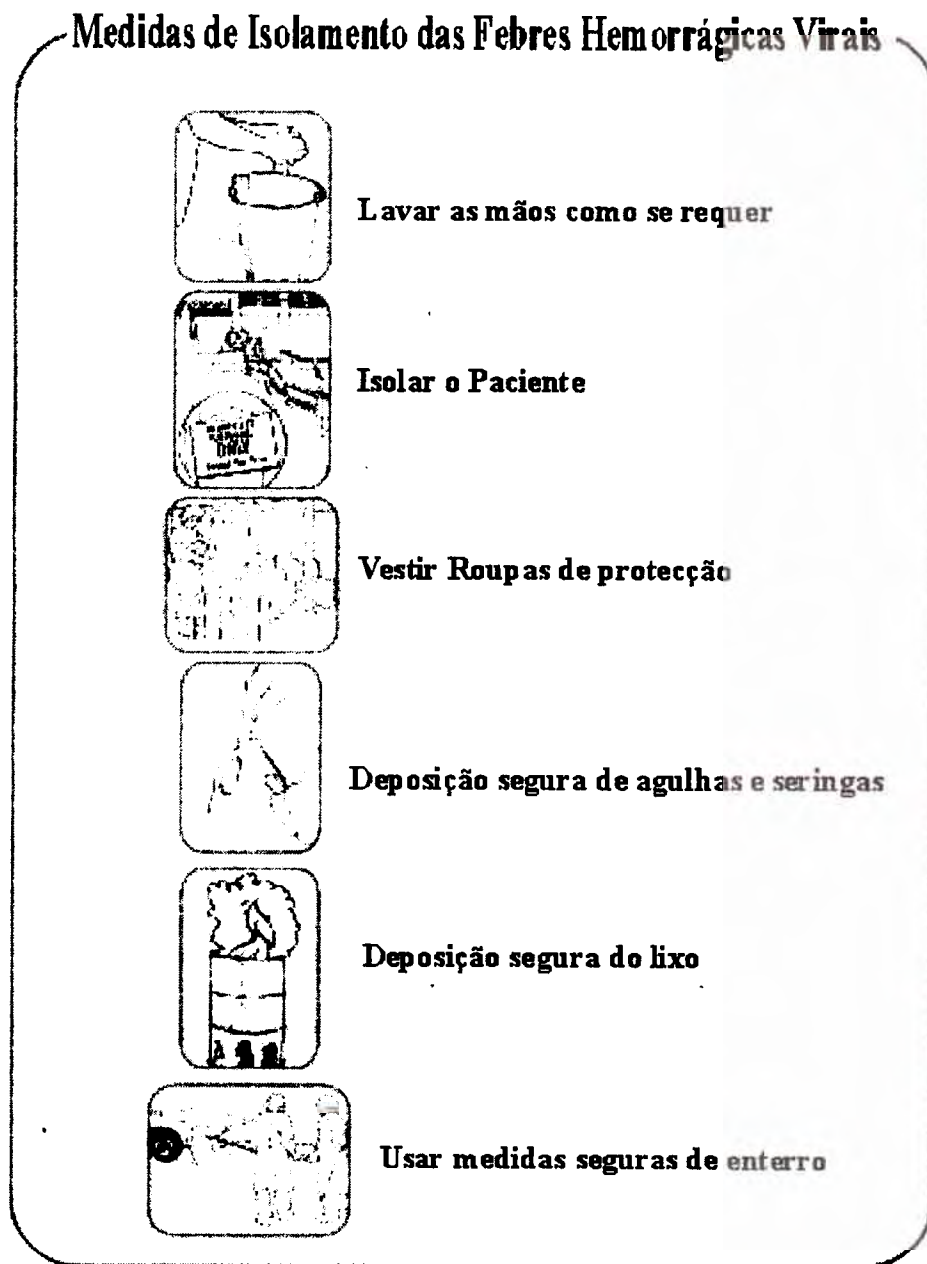 Medidas de Isolamento das Febres Hemorrágicas Virais
Lavar as mãos como se requer
Isolar o Paciente
Vestir Roupas de protecção
Deposição segura de agulhas e seringas
Deposição segura do lixo
Usar medidas seguras de enterro